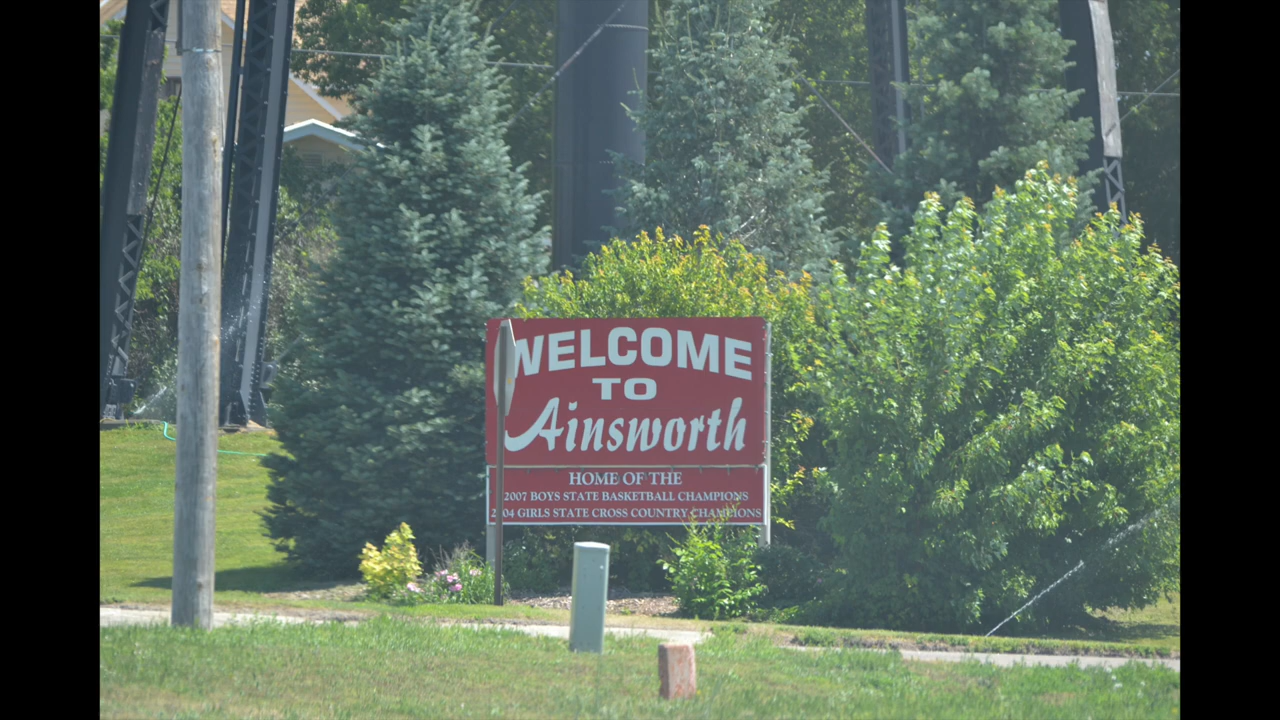 WELCOME
TO
Ainsworth
HOME OF THE
2007 BOYS STATE BASKETBALL CHAMPIONS
GIRLS STATE CROSS COUNTRY CHAMPIONS